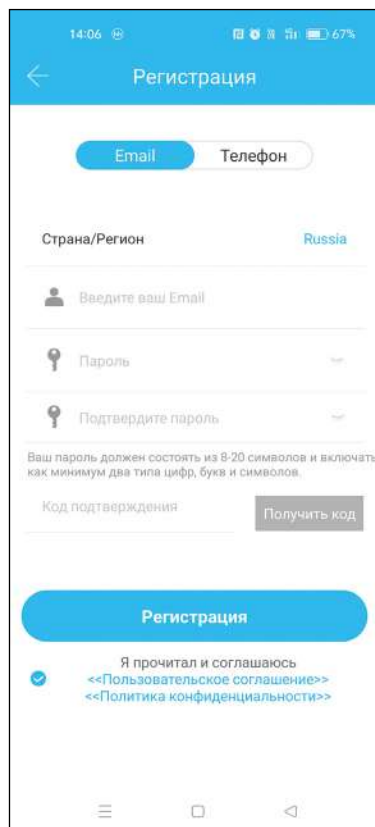 14:06 67%
Регистрация
Email Телефон
Страна/Регион Russia
Введите ваш Email
Пароль
Подтвердите пароль
Ваш пароль должен состоять из 8-20 символов и включать
как минимум два типа цифр, букв и символов.
Код подтверждения Получить код
Регистрация
Я прочитал и соглашаюсь
<<Пользовательское соглашение>>
<<Политика конфиденциальности>>